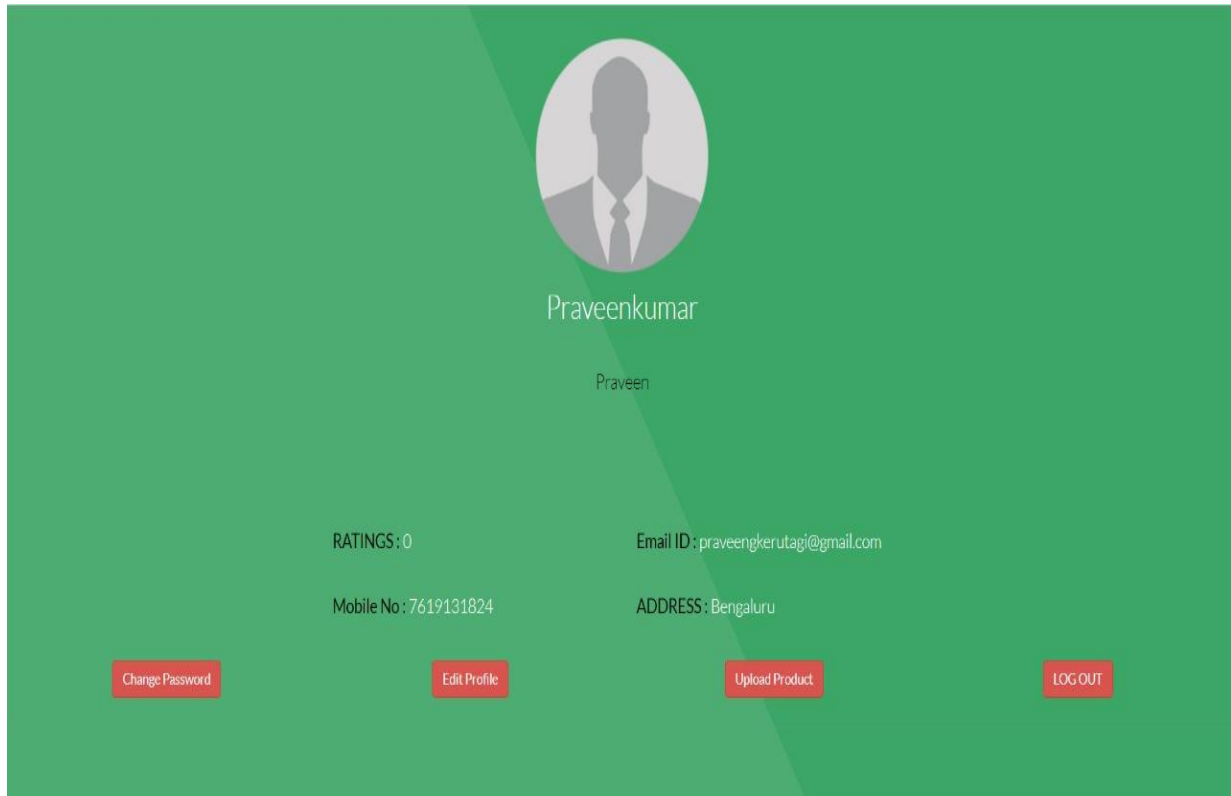 Praveenkumar
Praveen
RATINGS : 0 Email ID : praveengkerutagi@gmail.com
Mobile No : 7619131824 ADDRESS : Bengaluru
Change Password Edit Profile Upload Product LOG OUT